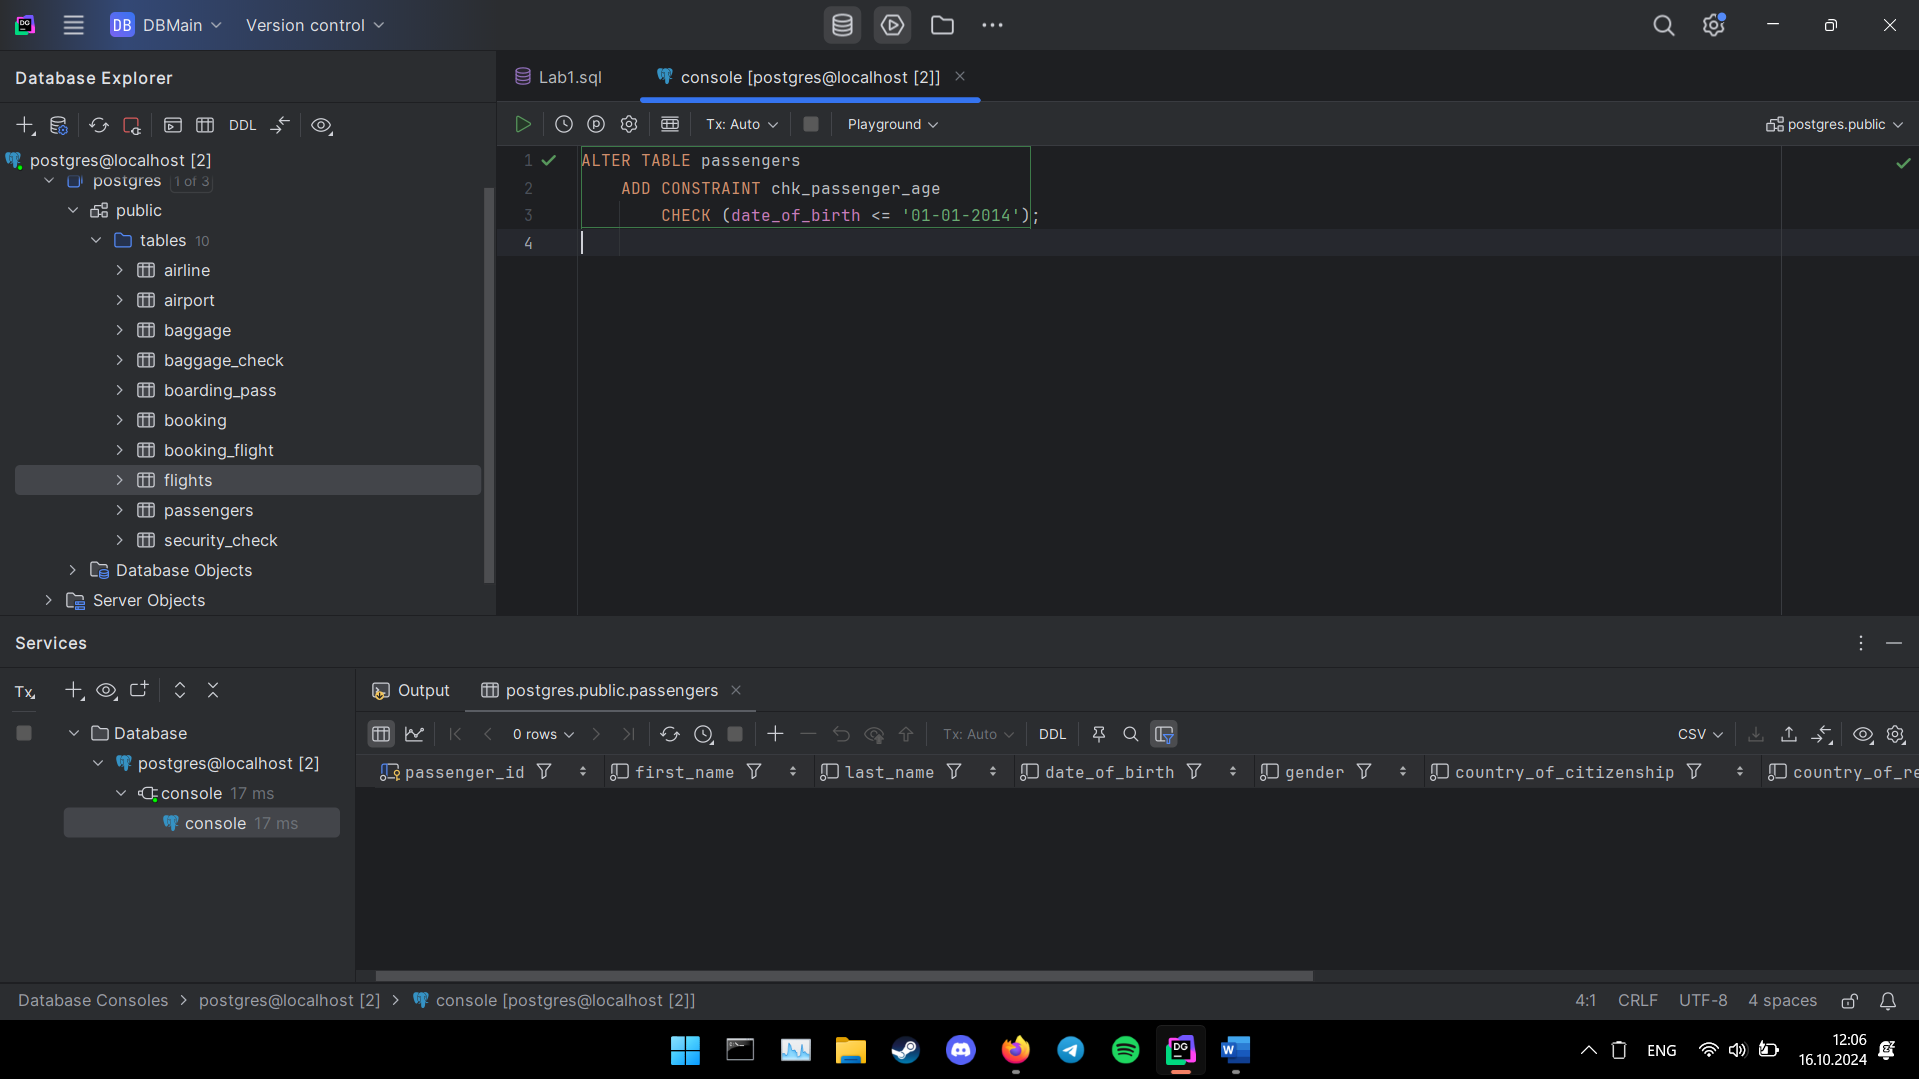 DB DBMain Version control
Database Explorer
Lab1.sql console [postgres@localhost [2]]
DDL
Tx: Auto Playground postgres.public
postgres@localhost [2]
postgres 1 of 3
public
tables 10
airline
airport
baggage
baggage_check
boarding_pass
booking
booking_flight
flights
passengers
security_check
Database Objects
Server Objects
1 ALTER TABLE passengers
2 ADD CONSTRAINT chk_passenger_age
3 CHECK (date_of_birth <= '01-01-2014');
4
Services
Tx
Database
postgres@localhost [2]
console 17 ms
console 17 ms
Output postgres.public.passengers
0 rows Tx: Auto DDL CSV
passenger_id first_name last_name date_of_birth gender country_of_citizenship country_of_re
Database Consoles > postgres@localhost [2] > console [postgres@localhost [2]]
4:1 CRLF UTF-8 4 spaces
DG
W
ENG
12:06
16.10.2024